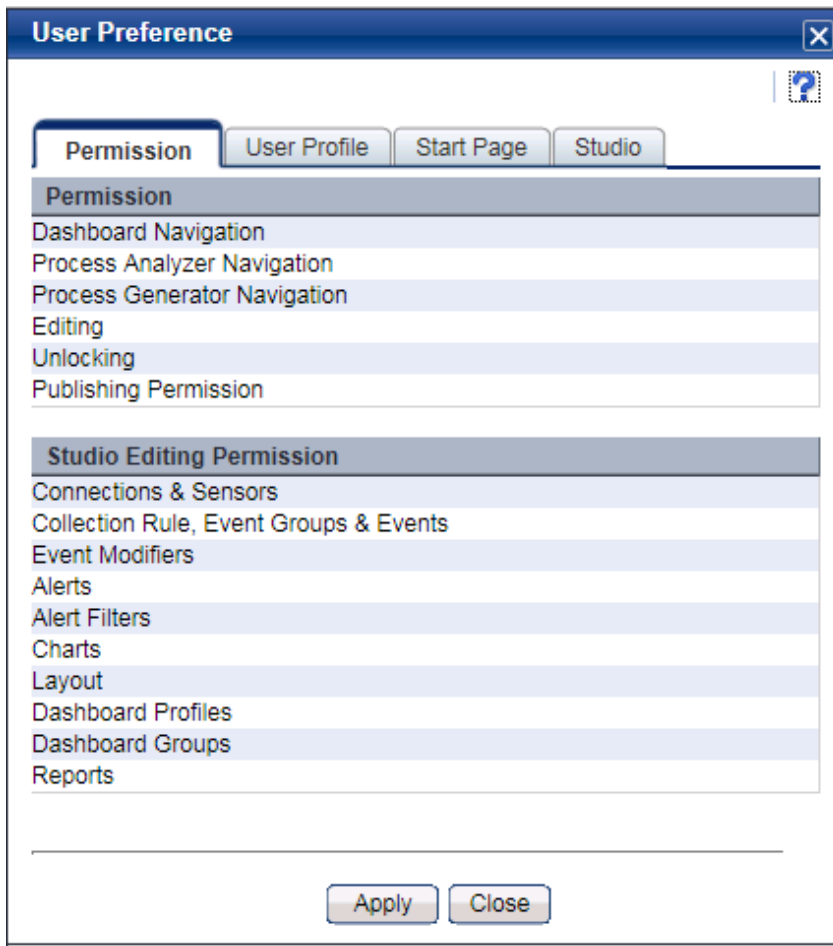 User Preference
?
Permission User Profile Start Page Studio
Permission
Dashboard Navigation
Process Analyzer Navigation
Process Generator Navigation
Editing
Unlocking
Publishing Permission
Studio Editing Permission
Connections & Sensors
Collection Rule, Event Groups & Events
Event Modifiers
Alerts
Alert Filters
Charts
Layout
Dashboard Profiles
Dashboard Groups
Reports
Apply Close